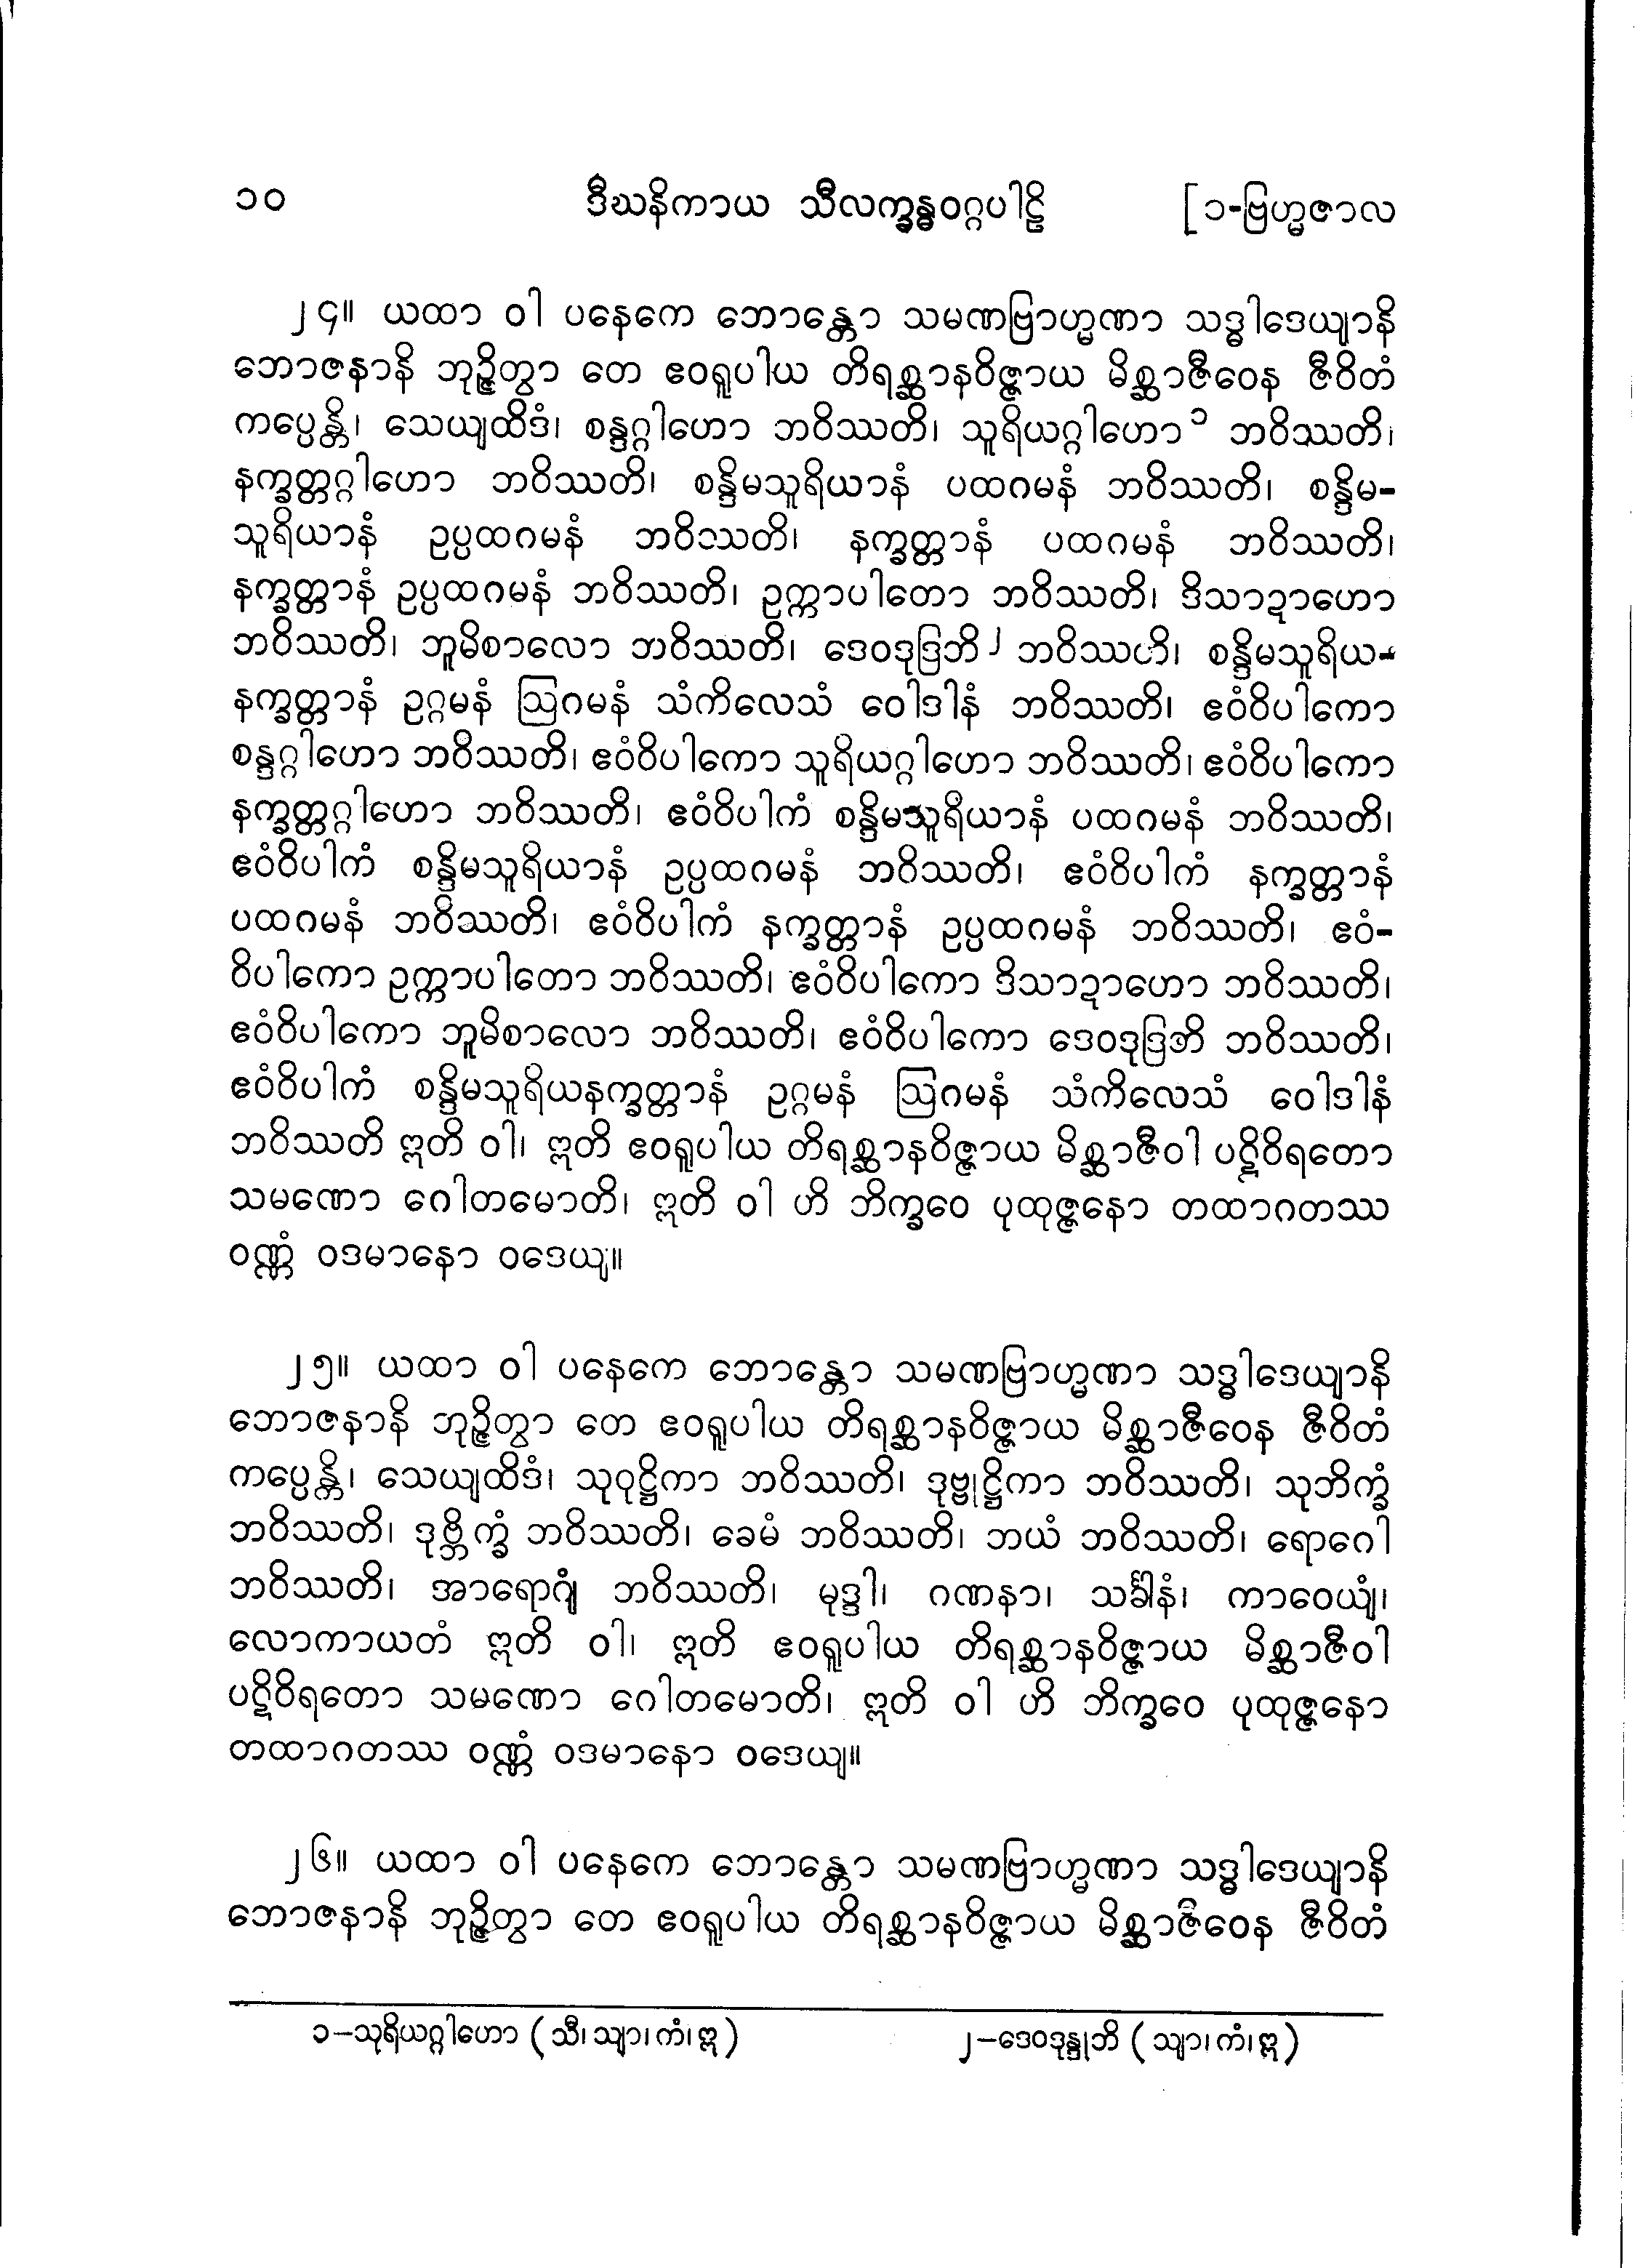 ၁၀ ဒီဃနိကာယ သီလက္ခန္ဓဝဂ္ဂပါဠိ [၁-ဗြဟ္မဇာလ
၂၄။ ယထာ ဝါ ပနေကေ ဘောန္တော သမဏဗြာဟ္မဏာ သဒ္ဓါဒေယျာနိ
ဘောဇနာနိ ဘုဉ္ဇိတွာ တေ ဧဝရူပါယ တိရစ္ဆာနဝိဇ္ဇာယ မိစ္ဆာဇီဝေန ဇီဝိတံ
ကပ္ပေန္တိ၊ သေယျထိဒံ၊ စန္ဒဂ္ဂါဟော ဘဝိဿတိ၊ သူရိယဂ္ဂါဟော၁ ဘဝိဿတိ၊
နက္ခတ္တဂ္ဂါဟော ဘဝိဿတိ၊ စန္ဒိမသူရိယာနံ ပထဂမနံ ဘဝိဿတိ၊ စန္ဒိမ-
သူရိယာနံ ဥပ္ပထဂမနံ ဘဝိဿတိ၊ နက္ခတ္တာနံ ပထဂမနံ ဘဝိဿတိ၊
နက္ခတ္တာနံ ဥပ္ပထဂမနံ ဘဝိဿတိ၊ ဥက္ကာပါတော ဘဝိဿတိ၊ ဒိသာဍာဟော
ဘဝိဿတိ၊ ဘူမိစာလော ဘဝိဿတိ၊ ဒေဝဒုဒြဘိ၂ ဘဝိဿတိ၊ စန္ဒိမသူရိယ-
နက္ခတ္တာနံ ဥဂ္ဂမနံ ဩဂမနံ သံကိလေသံ ဝေါဒါနံ ဘဝိဿတိ၊ ဧဝံဝိပါကော
စန္ဒဂ္ဂါဟော ဘဝိဿတိ၊ ဧဝံဝိပါကော သူရိယဂ္ဂါဟော ဘဝိဿတိ၊ ဧဝံဝိပါကော
နက္ခတ္တဂ္ဂါဟော ဘဝိဿတိ၊ ဧဝံဝိပါကံ စန္ဒိမသူရိယာနံ ပထဂမနံ ဘဝိဿတိ၊
ဧဝံဝိပါကံ စန္ဒိမသူရိယာနံ ဥပ္ပထဂမနံ ဘဝိဿတိ၊ ဧဝံဝိပါကံ နက္ခတ္တာနံ
ပထဂမနံ ဘဝိဿတိ၊ ဧဝံဝိပါကံ နက္ခတ္တာနံ ဥပ္ပထဂမနံ ဘဝိဿတိ၊ ဧဝံ-
ဝိပါကော ဥက္ကာပါတော ဘဝိဿတိ၊ ဧဝံဝိပါကော ဒိသာဍာဟော ဘဝိဿတိ၊
ဧဝံဝိပါကော ဘူမိစာလော ဘဝိဿတိ၊ ဧဝံဝိပါကော ဒေဝဒုဒြဘိ ဘဝိဿတိ၊
ဧဝံဝိပါကံ စန္ဒိမသူရိယနက္ခတ္တာနံ ဥဂ္ဂမနံ ဩဂမနံ သံကိလေသံ ဝေါဒါနံ
ဘဝိဿတိ ဣတိ ဝါ၊ ဣတိ ဧဝရူပါယ တိရစ္ဆာနဝိဇ္ဇာယ မိစ္ဆာဇီဝါ ပဋိဝိရတော
သမဏော ဂေါတမောတိ၊ ဣတိ ဝါ ဟိ ဘိက္ခဝေ ပုထုဇ္ဇနော တထာဂတဿ
ဝဏ္ဏံ ဝဒမာနော ဝဒေယျ။
၂၅။ ယထာ ဝါ ပနေကေ ဘောန္တော သမဏဗြာဟ္မဏာ သဒ္ဓါဒေယျာနိ
ဘောဇနာနိ ဘုဉ္ဇိတွာ တေ ဧဝရူပါယ တိရစ္ဆာနဝိဇ္ဇာယ မိစ္ဆာဇီဝေန ဇီဝိတံ
ကပ္ပေန္တိ၊ သေယျထိဒံ၊ သုဝုဋ္ဌိကာ ဘဝိဿတိ၊ ဒုဗ္ဗုဋ္ဌိကာ ဘဝိဿတိ၊ သုဘိက္ခံ
ဘဝိဿတိ၊ ဒုဗ္ဘိက္ခံ ဘဝိဿတိ၊ ခေမံ ဘဝိဿတိ၊ ဘယံ ဘဝိဿတိ၊ ရောဂေါ
ဘဝိဿတိ၊ အာရောဂျံ ဘဝိဿတိ၊ မုဒ္ဒါ၊ ဂဏနာ၊ သင်္ခါနံ၊ ကာဝေယျံ၊
လောကာယတံ ဣတိ ဝါ၊ ဣတိ ဧဝရူပါယ တိရစ္ဆာနဝိဇ္ဇာယ မိစ္ဆာဇီဝါ
ပဋိဝိရတော သမဏော ဂေါတမောတိ၊ ဣတိ ဝါ ဟိ ဘိက္ခဝေ ပုထုဇ္ဇနော
တထာဂတဿ ဝဏ္ဏံ ဝဒမာနော ဝဒေယျ။
၂၆။ ယထာ ဝါ ပနေကေ ဘောန္တော သမဏဗြာဟ္မဏာ သဒ္ဓါဒေယျာနိ
ဘောဇနာနိ ဘုဉ္ဇိတွာ တေ ဧဝရူပါယ တိရစ္ဆာနဝိဇ္ဇာယ မိစ္ဆာဇီဝေန ဇီဝိတံ
၁–သုရိယဂ္ဂါဟော (သီ၊ သျာ၊ ကံ၊ ဣ) ၂–ဒေဝဒုန္ဒုဘိ (သျာ၊ ကံ၊ ဣ)